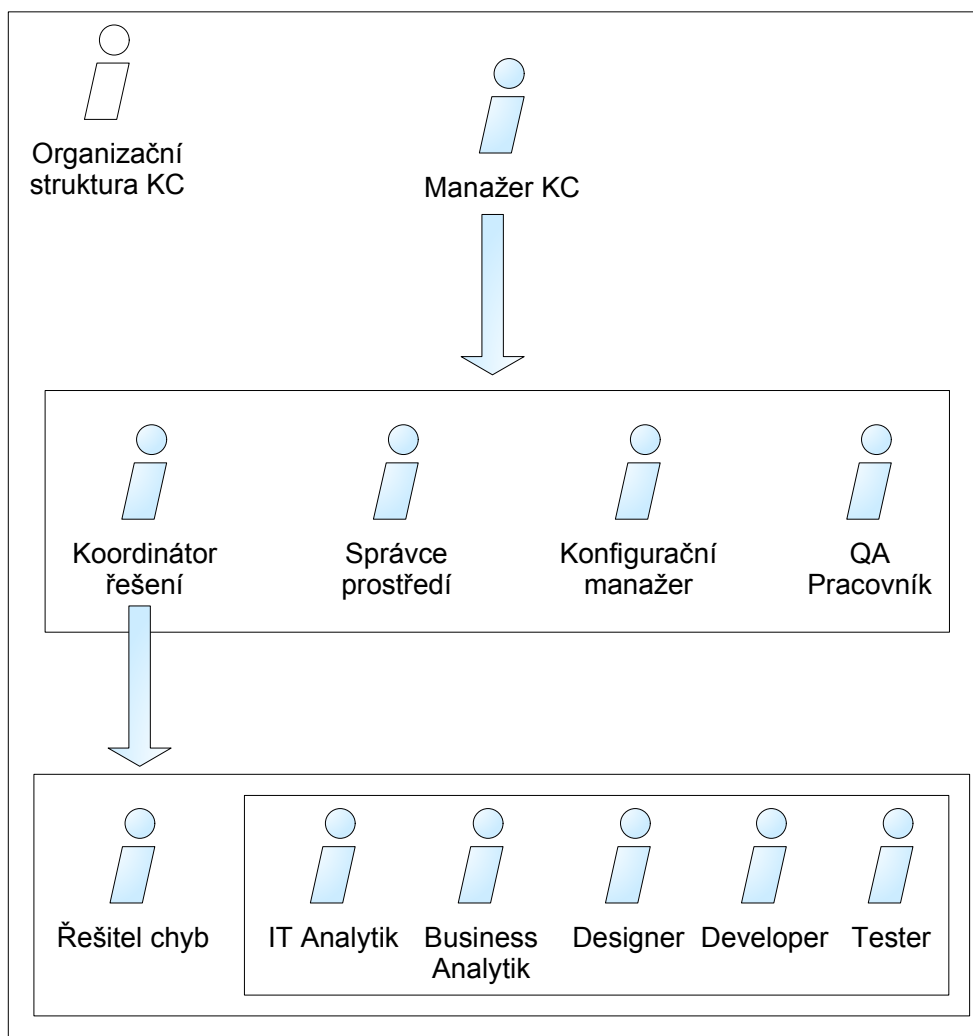 Organizační
struktura KC
Manažer KC
Koordinátor
řešení
Správce
prostředí
Konfigurační
manažer
QA
Pracovník
Řešitel chyb
IT Analytik
Business
Analytik
Designer
Developer
Tester